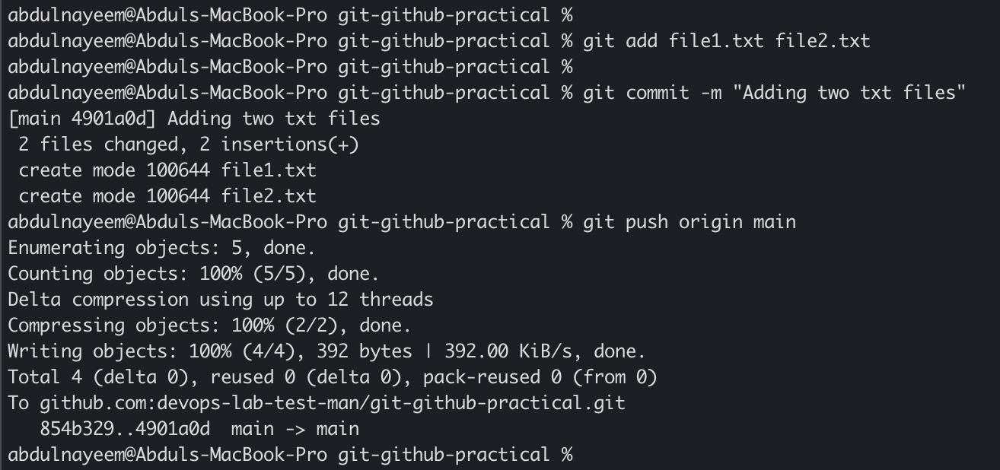 abdulnayeem@Abduls-MacBook-Pro git-github-practical %
abdulnayeem@Abduls-MacBook-Pro git-github-practical % git add file1.txt file2.txt
abdulnayeem@Abduls-MacBook-Pro git-github-practical %
abdulnayeem@Abduls-MacBook-Pro git-github-practical % git commit -m "Adding two txt files"
[main 4901a0d] Adding two txt files
 2 files changed, 2 insertions(+)
 create mode 100644 file1.txt
 create mode 100644 file2.txt
abdulnayeem@Abduls-MacBook-Pro git-github-practical % git push origin main
Enumerating objects: 5, done.
Counting objects: 100% (5/5), done.
Delta compression using up to 12 threads
Compressing objects: 100% (2/2), done.
Writing objects: 100% (4/4), 392 bytes | 392.00 KiB/s, done.
Total 4 (delta 0), reused 0 (delta 0), pack-reused 0 (from 0)
To github.com:devops-lab-test-man/git-github-practical.git
   854b329..4901a0d  main -> main
abdulnayeem@Abduls-MacBook-Pro git-github-practical %